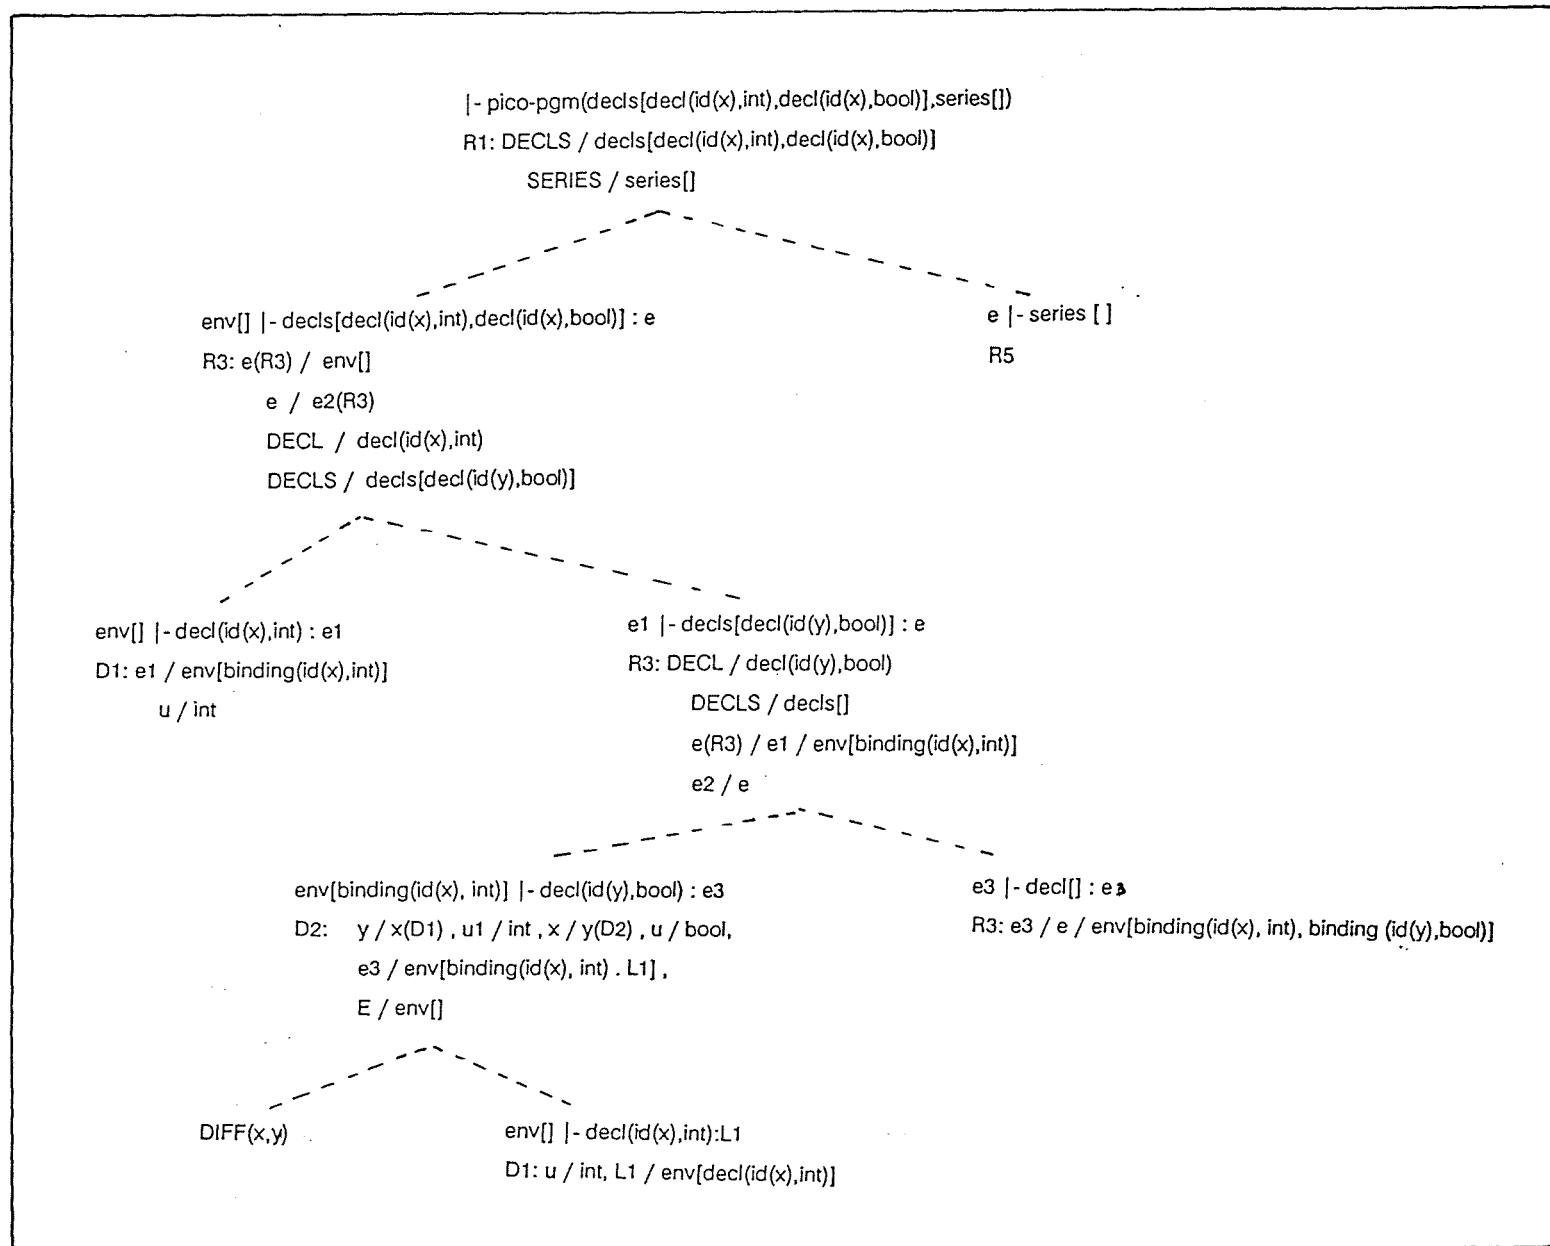 |- pico-pgm(decls[decl(id(x),int),decl(id(x),bool)],series[])
R1: DECLS / decls[decl(id(x),int),decl(id(x),bool)]
SERIES / series[]
env[] |- decls[decl(id(x),int),decl(id(x),bool)] : e
e |- series [ ]
R3: e(R3) / env[]
R5
e / e2(R3)
DECL / decl(id(x),int)
DECLS / decls[decl(id(y),bool)]
env[] |- decl(id(x),int) : e1
e1 |- decls[decl(id(y),bool)] : e
D1: e1 / env[binding(id(x),int)]
R3: DECL / decl(id(y),bool)
u / int
DECLS / decls[]
e(R3) / e1 / env[binding(id(x),int)]
e2 / e
env[binding(id(x), int)] |- decl(id(y),bool) : e3
e3 |- decl[] : e3
D2: y / x(D1) , u1 / int , x / y(D2) , u / bool,
R3: e3 / e / env[binding(id(x), int), binding (id(y),bool)]
e3 / env[binding(id(x), int) . L1] ,
E / env[]
DIFF(x,y)
env[] |- decl(id(x),int):L1
D1: u / int, L1 / env[decl(id(x),int)]